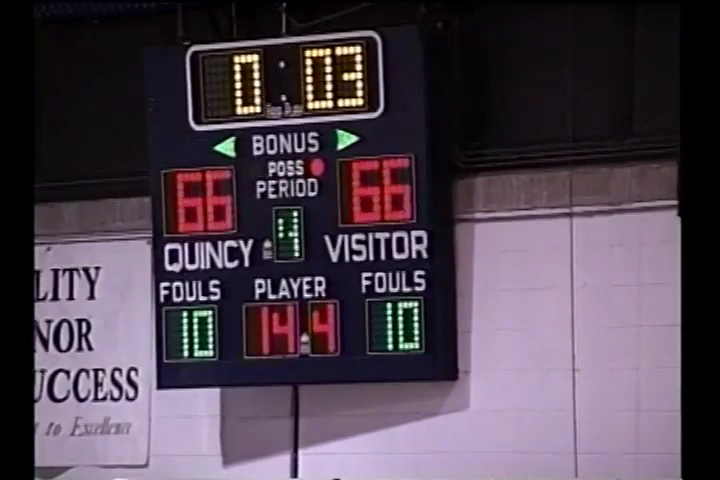 0:03
BONUS
POSS
66 PERIOD 66
QUINCY 4 VISITOR
FOULS PLAYER FOULS
10 14 4 10
LITY
NOR
UCCESS
t to Excellence